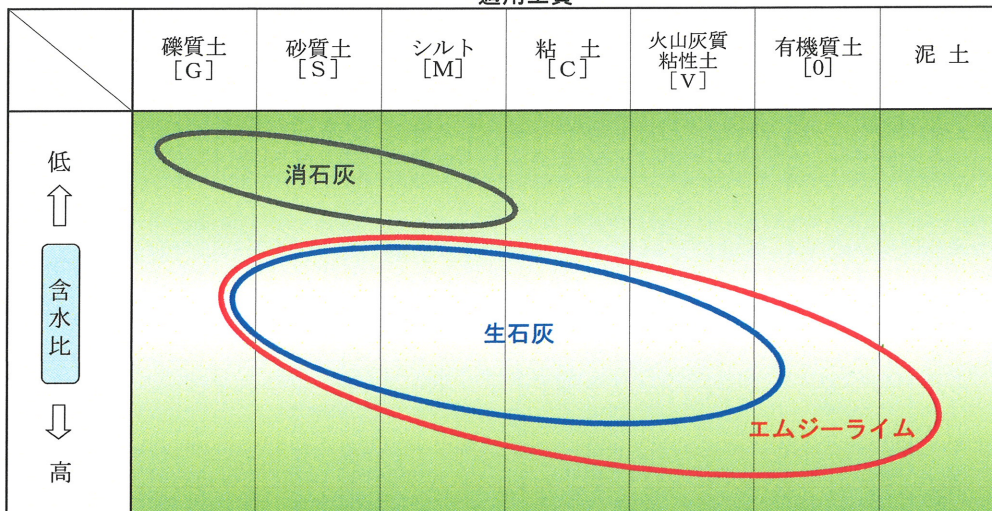 礫質土
[G]
砂質土
[S]
シルト
[M]
粘 土
[C]
火山灰質
粘性土
[V]
有機質土
[0]
泥 土
低
含水比
高
消石灰
生石灰
エムジーライム